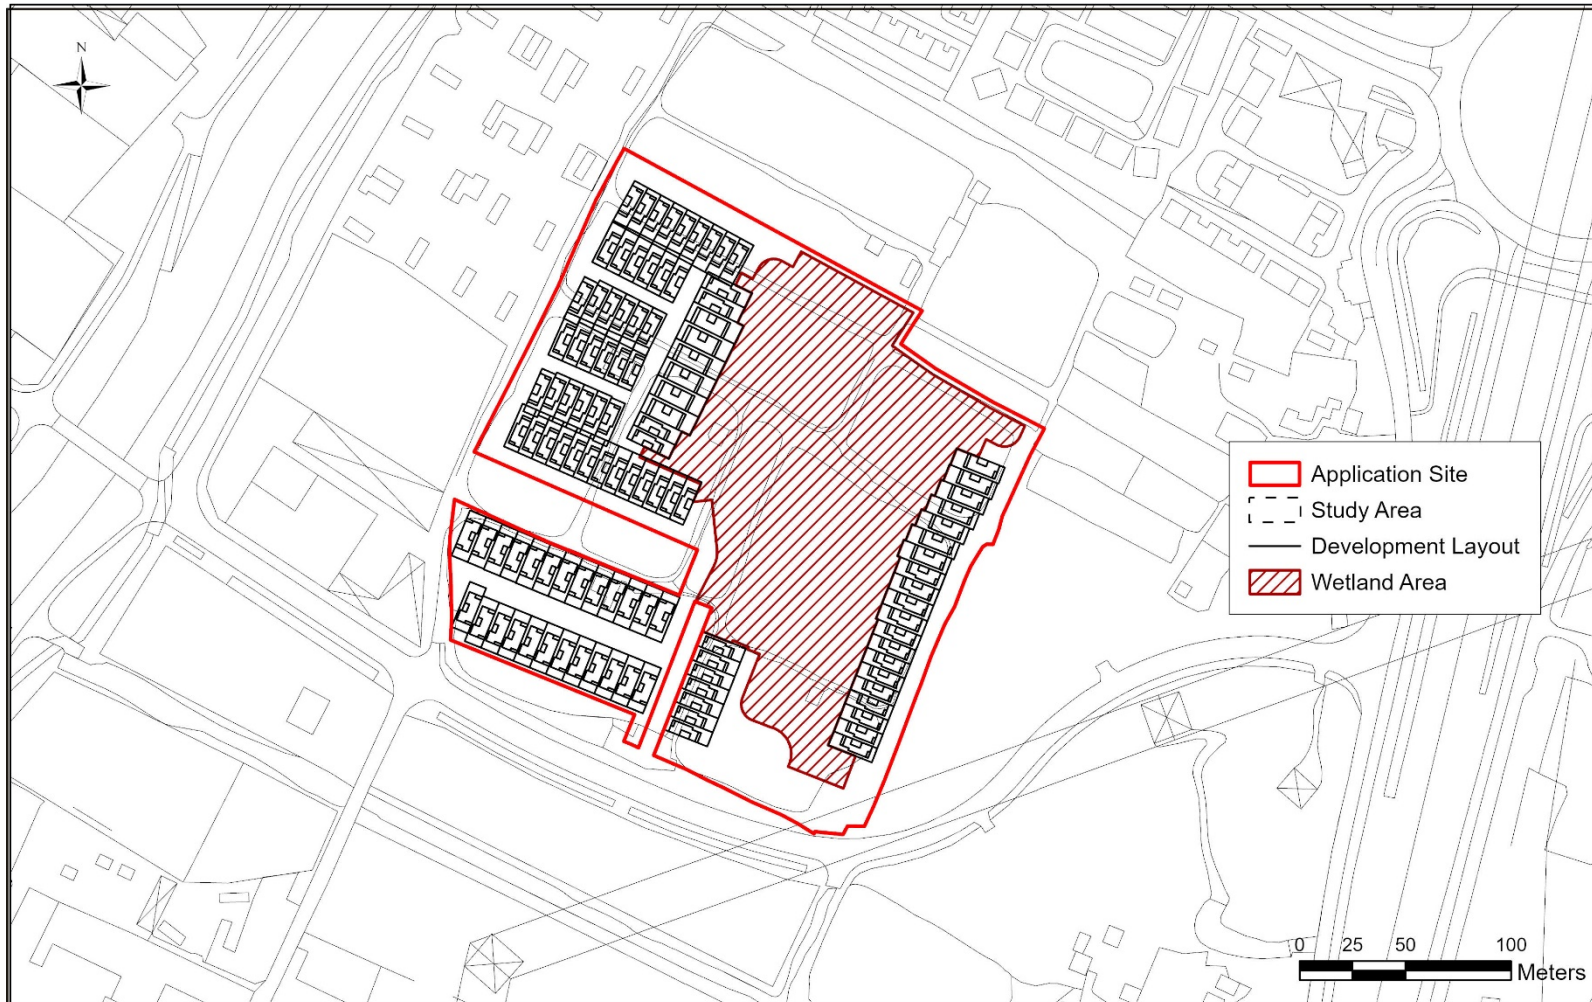 N
Application Site
Study Area
Development Layout
Wetland Area
0 25 50 100
Meters